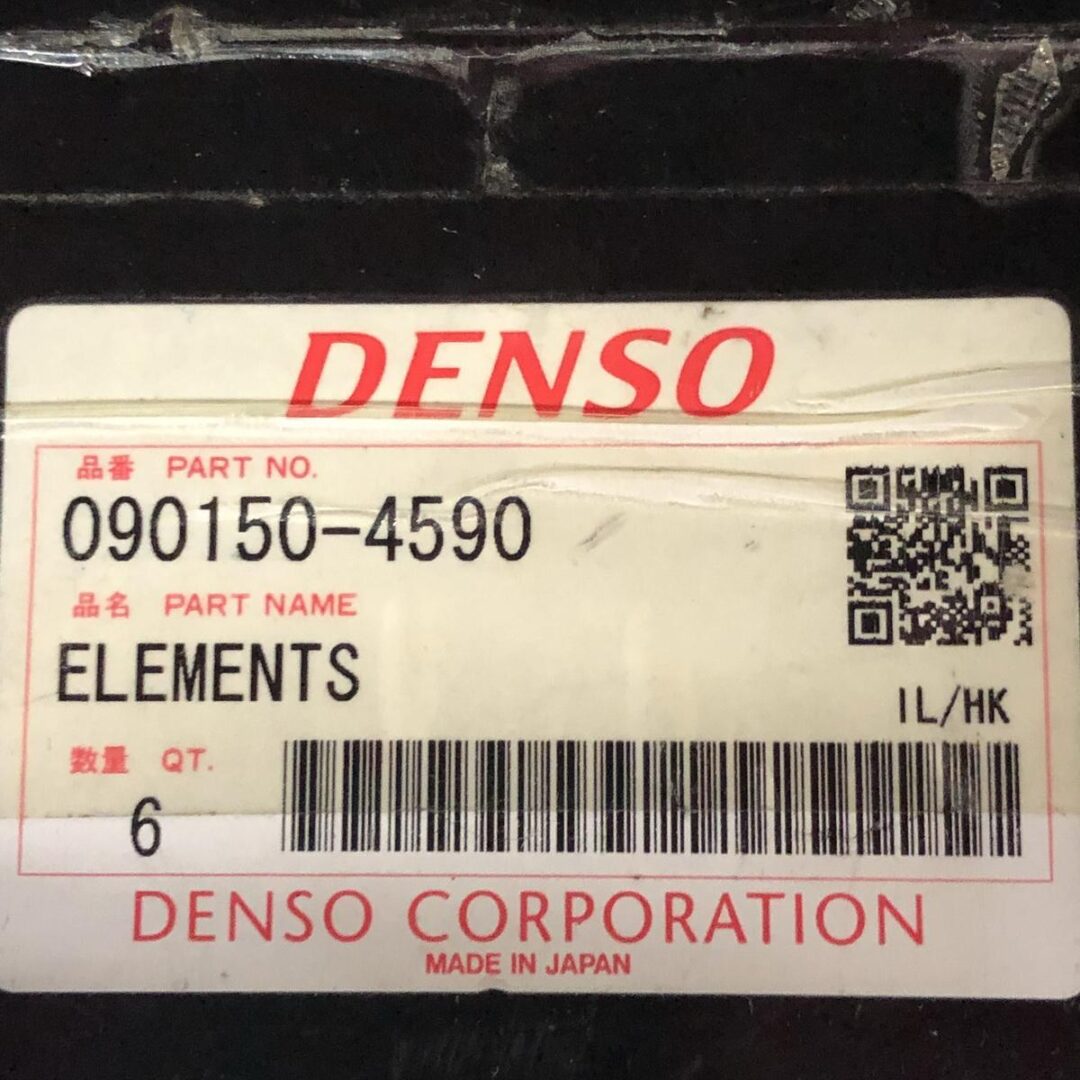 DENSO
品番 PART NO.
090150-4590
品名 PART NAME
ELEMENTS
1L/HK
数量 QT.
6
DENSO CORPORATION
MADE IN JAPAN